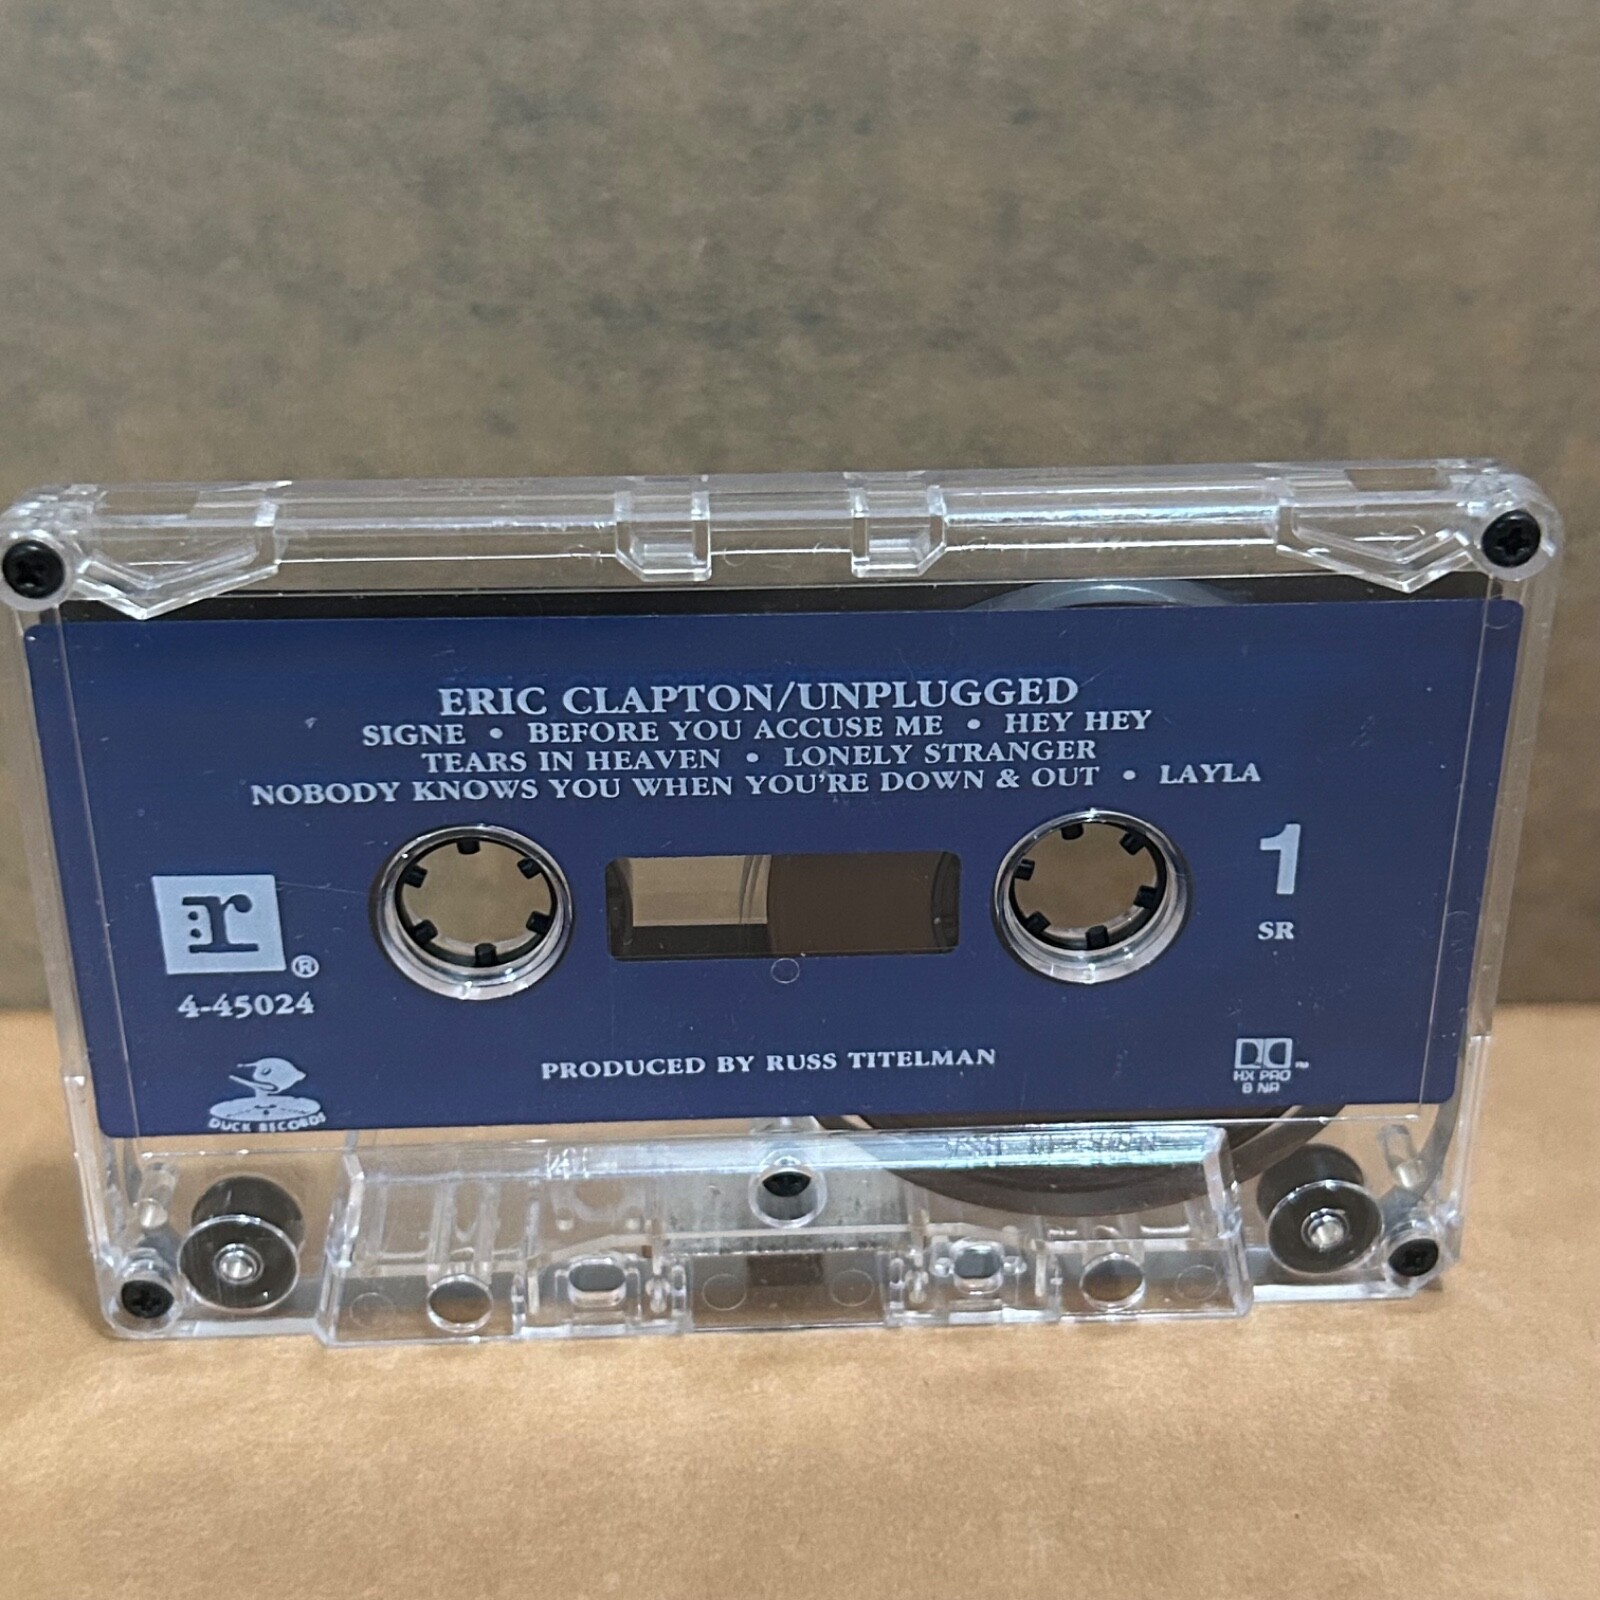 ERIC CLAPTON/UNPLUGGED
SIGNE • BEFORE YOU ACCUSE ME • HEY HEY
TEARS IN HEAVEN • LONELY STRANGER
NOBODY KNOWS YOU WHEN YOU'RE DOWN & OUT • LAYLA
1
SR
r®
4-45024
PRODUCED BY RUSS TITELMAN
DUCK RECORDS
HX PRO
B NR